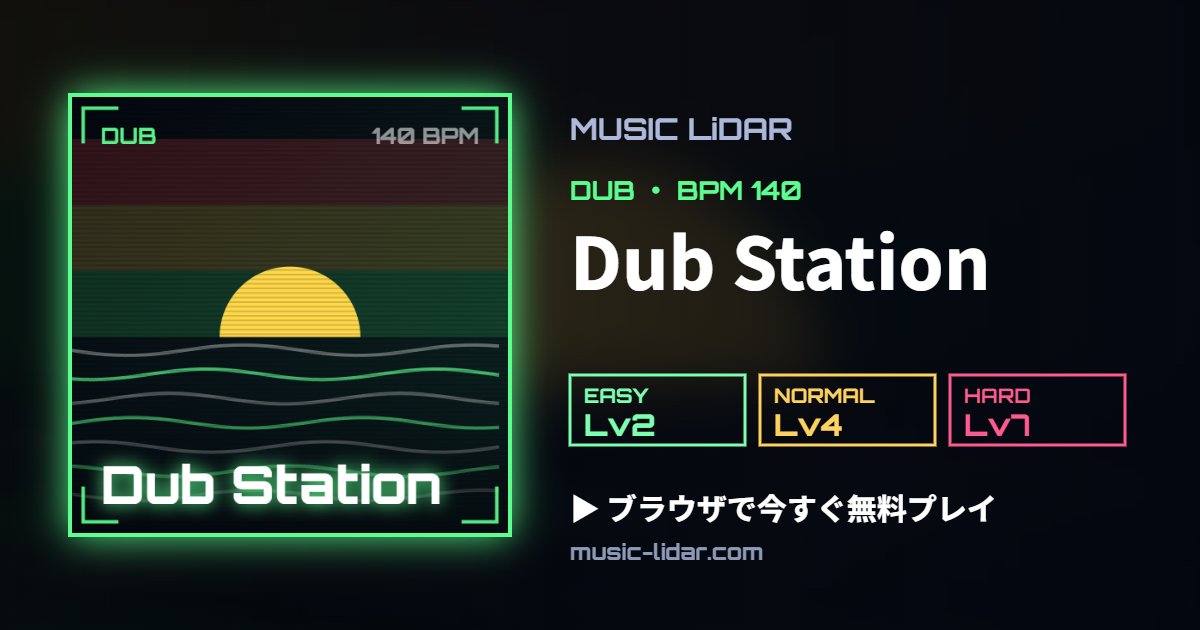 DUB
140 BPM
Dub Station
MUSIC LiDAR
DUB • BPM 140
Dub Station
EASY
Lv2
NORMAL
Lv4
HARD
Lv7
▶ ブラウザで今すぐ無料プレイ
music-lidar.com